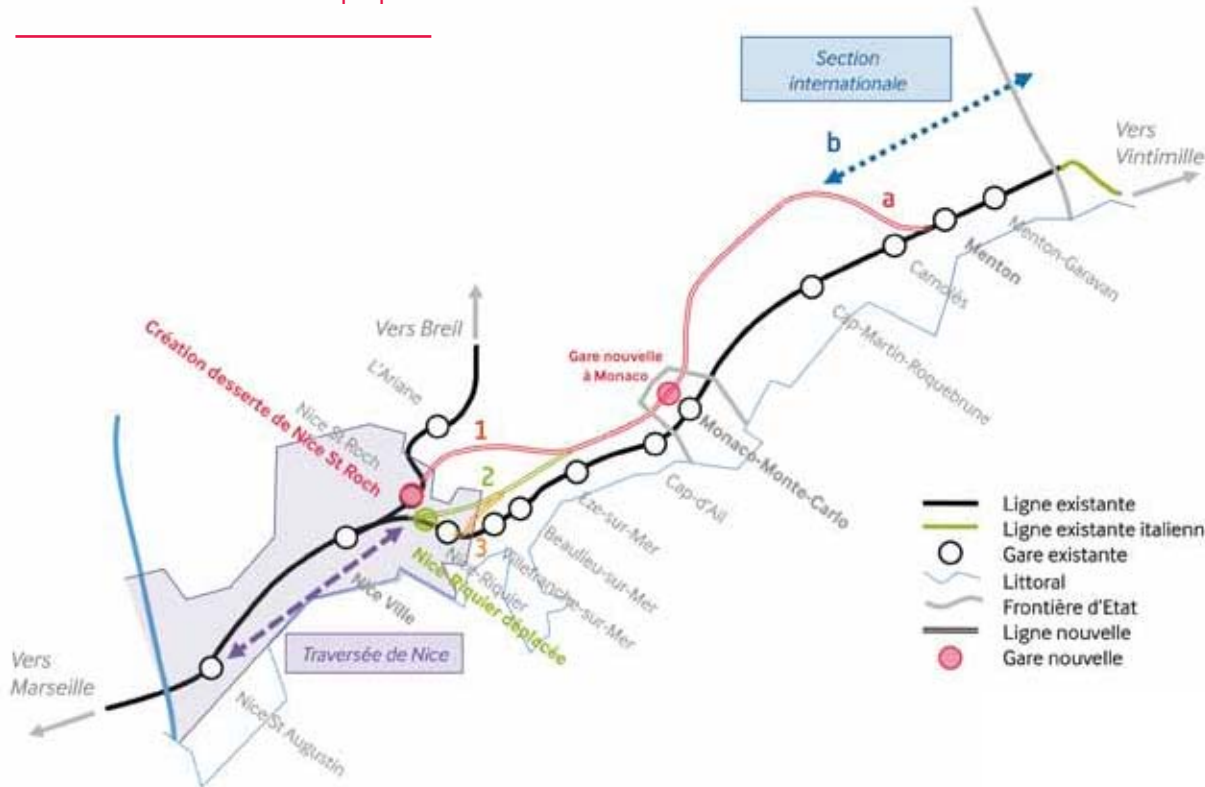 Section
internationale
b
Vers
Vintimille
a
Menton-Garavan
Menton
Carnolès
Cap-Martin-Roquebrune
Vers Breil
L'Ariane
Gare nouvelle
à Monaco
Création desserte de Nice St Roch
Nice St Roch
1
2
3
Monaco-Monte-Carlo
Cap-d'Ail
Eze-sur-Mer
Beaulieu-sur-Mer
Villefranche-sur-Mer
Nice-Riquier
Nice-Riquier déplacée
Nice Ville
Traversée de Nice
Vers
Marseille
Nice/St Augustin
Ligne existante
Ligne existante italienn
Gare existante
Littoral
Frontière d'Etat
Ligne nouvelle
Gare nouvelle